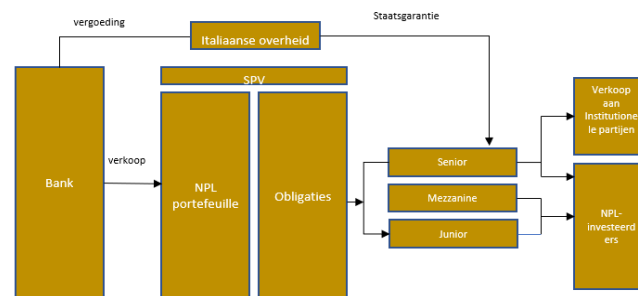 vergoeding
Staatsgarantie
Italiaanse overheid
SPV
Verkoop
aan
Institutione
le partijen
verkoop
Bank
NPL
portefeuille
Obligaties
Senior
Mezzanine
Junior
NPL-
investeerd
ers